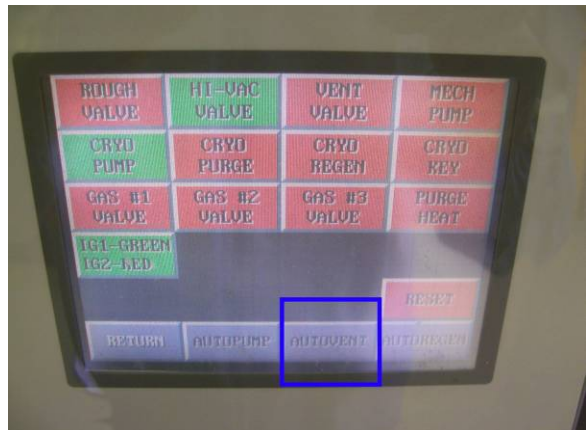 ROUGH VALVE
HI-VAC VALVE
VENT VALVE
MECH PUMP
CRYO PUMP
CRYO PURGE
CRYO REGEN
CRYO KEY
GAS #1 VALVE
GAS #2 VALVE
GAS #3 VALVE
PURGE HEAT
IG1-GREEN
IG2-RED
RESET
RETURN
AUTOPUMP
AUTOVENT
AUTOREGEN